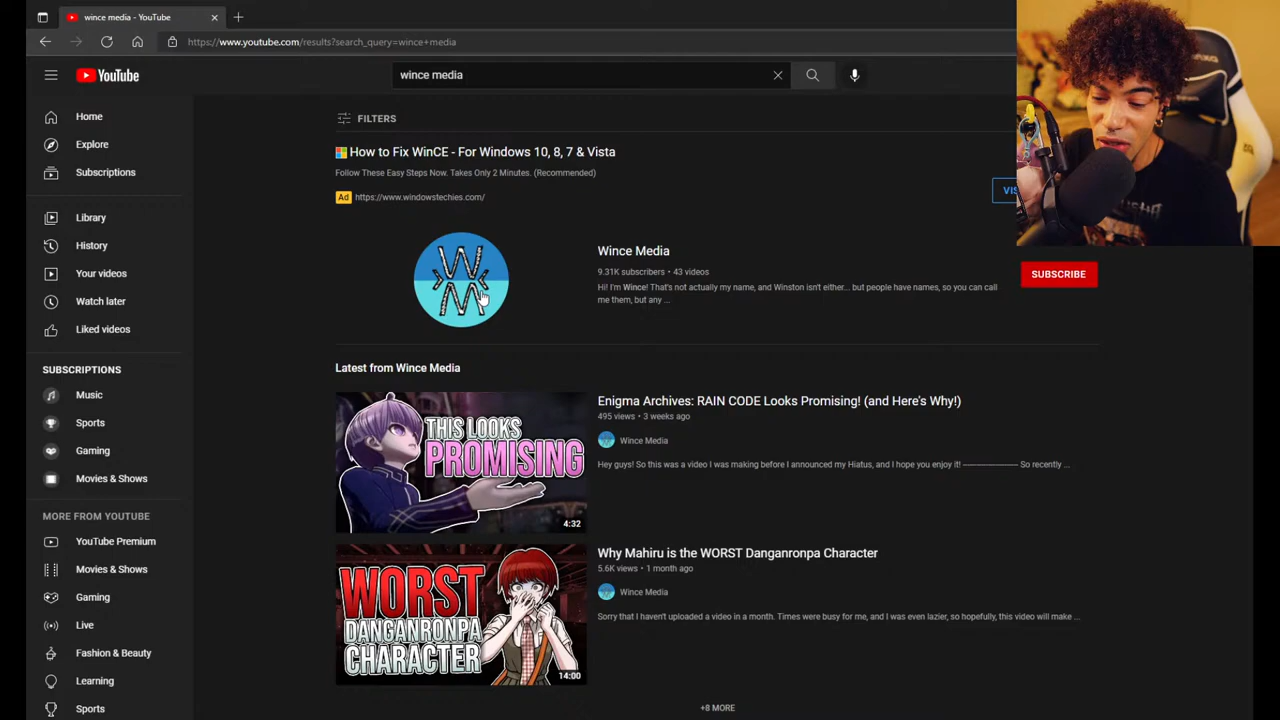 wince media - YouTube
https://www.youtube.com/results?search_query=wince+media
YouTube
wince media
Home
Explore
Subscriptions
Library
History
Your videos
Watch later
Liked videos
SUBSCRIPTIONS
Music
Sports
Gaming
Movies & Shows
MORE FROM YOUTUBE
YouTube Premium
Movies & Shows
Gaming
Live
Fashion & Beauty
Learning
Sports
FILTERS
How to Fix WinCE - For Windows 10, 8, 7 & Vista
Follow These Easy Steps Now. Takes Only 2 Minutes. (Recommended)
Ad https://www.windowstechies.com/
WM
Wince Media
9.31K subscribers • 43 videos
Hi! I'm Wince! That's not actually my name, and Winston isn't either... but people have names, so you can call
me them, but any ...
SUBSCRIBE
Latest from Wince Media
THIS LOOKS
PROMISING
4:32
Enigma Archives: RAIN CODE Looks Promising! (and Here's Why!)
495 views • 3 weeks ago
Wince Media
Hey guys! So this was a video I was making before I announced my Hiatus, and I hope you enjoy it! ------------------ So recently ...
WORST
DANGANRONPA
CHARACTER
14:00
Why Mahiru is the WORST Danganronpa Character
5.6K views • 1 month ago
Wince Media
Sorry that I haven't uploaded a video in a month. Times were busy for me, and I was even lazier, so hopefully, this video will make ...
+8 MORE